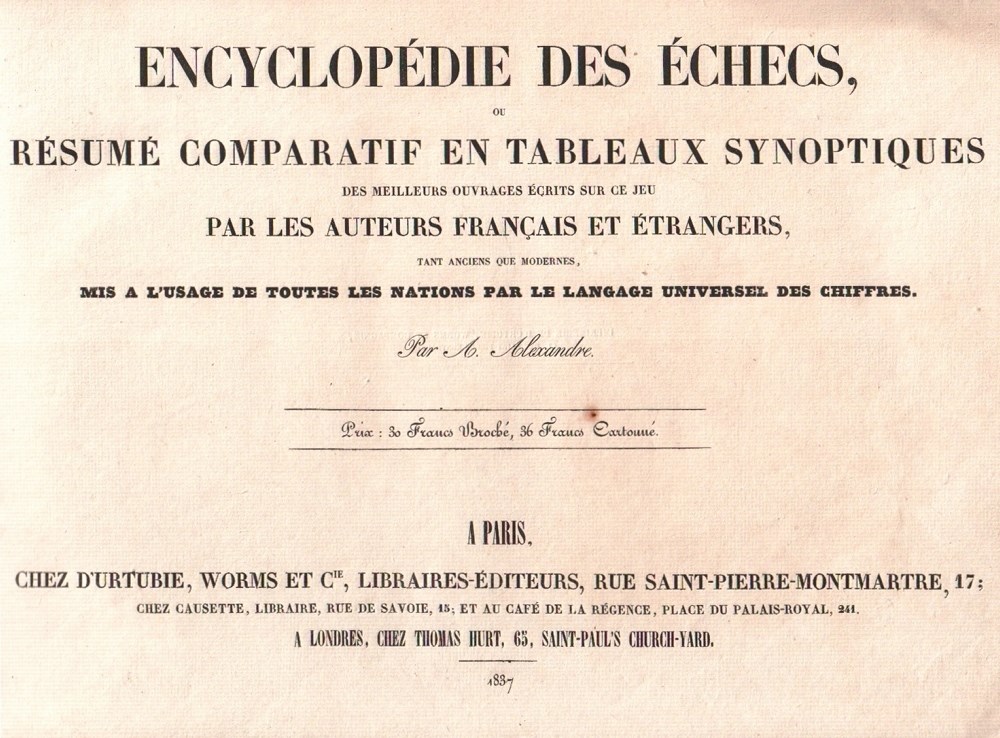 ENCYCLOPÉDIE DES ÉCHECS,
OU
RÉSUMÉ COMPARATIF EN TABLEAUX SYNOPTIQUES
DES MEILLEURS OUVRAGES ÉCRITS SUR CE JEU
PAR LES AUTEURS FRANÇAIS ET ÉTRANGERS,
TANT ANCIENS QUE MODERNES,
MIS A L'USAGE DE TOUTES LES NATIONS PAR LE LANGAGE UNIVERSEL DES CHIFFRES.
Par A. Alexandre.
Prix : 30 Francs Broché, 36 Francs Cartonné.
A PARIS,
CHEZ D'URTUBIE, WORMS ET CIE, LIBRAIRES-ÉDITEURS, RUE SAINT-PIERRE-MONTMARTRE, 17;
CHEZ CAUSETTE, LIBRAIRE, RUE DE SAVOIE, 15; ET AU CAFÉ DE LA RÉGENCE, PLACE DU PALAIS-ROYAL, 241.
A LONDRES, CHEZ THOMAS HURT, 65, SAINT-PAUL'S CHURCH-YARD.
1837